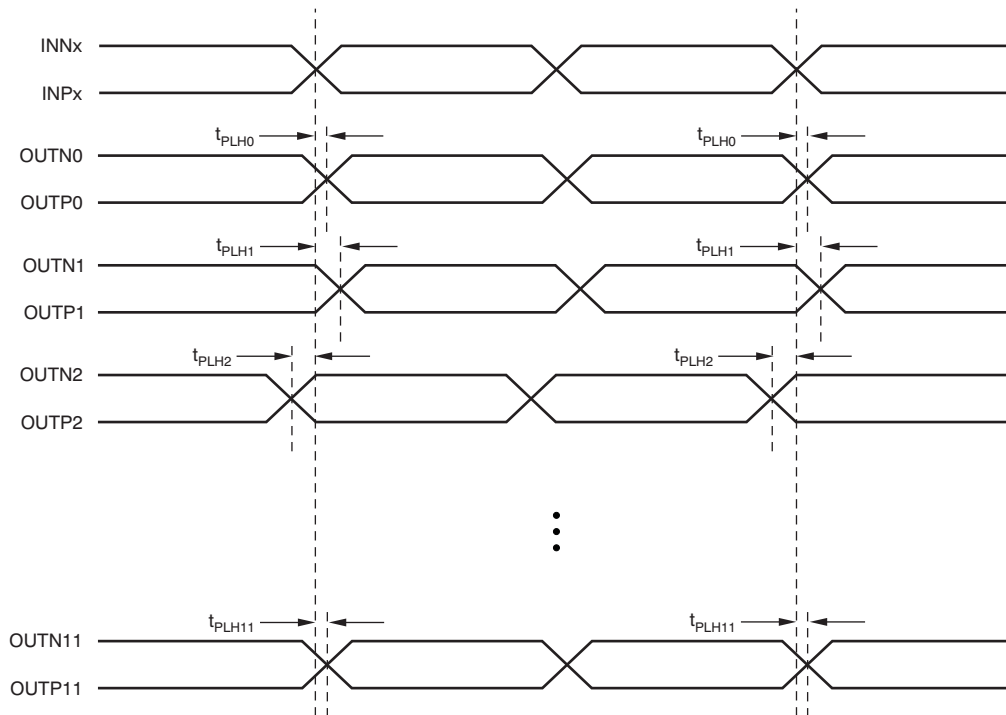 INNx
INPx
tPLH0 tPLH0
OUTN0
OUTP0
tPLH1 tPLH1
OUTN1
OUTP1
tPLH2 tPLH2
OUTN2
OUTP2
tPLH11 tPLH11
OUTN11
OUTP11